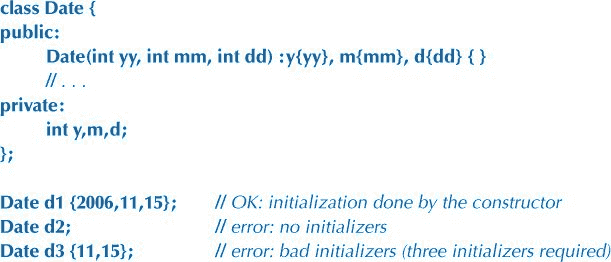 class Date {
public:
Date(int yy, int mm, int dd) :y{yy}, m{mm}, d{dd} { }
// . . .
private:
int y,m,d;
};
Date d1 {2006,11,15}; // OK: initialization done by the constructor
Date d2; // error: no initializers
Date d3 {11,15}; // error: bad initializers (three initializers required)